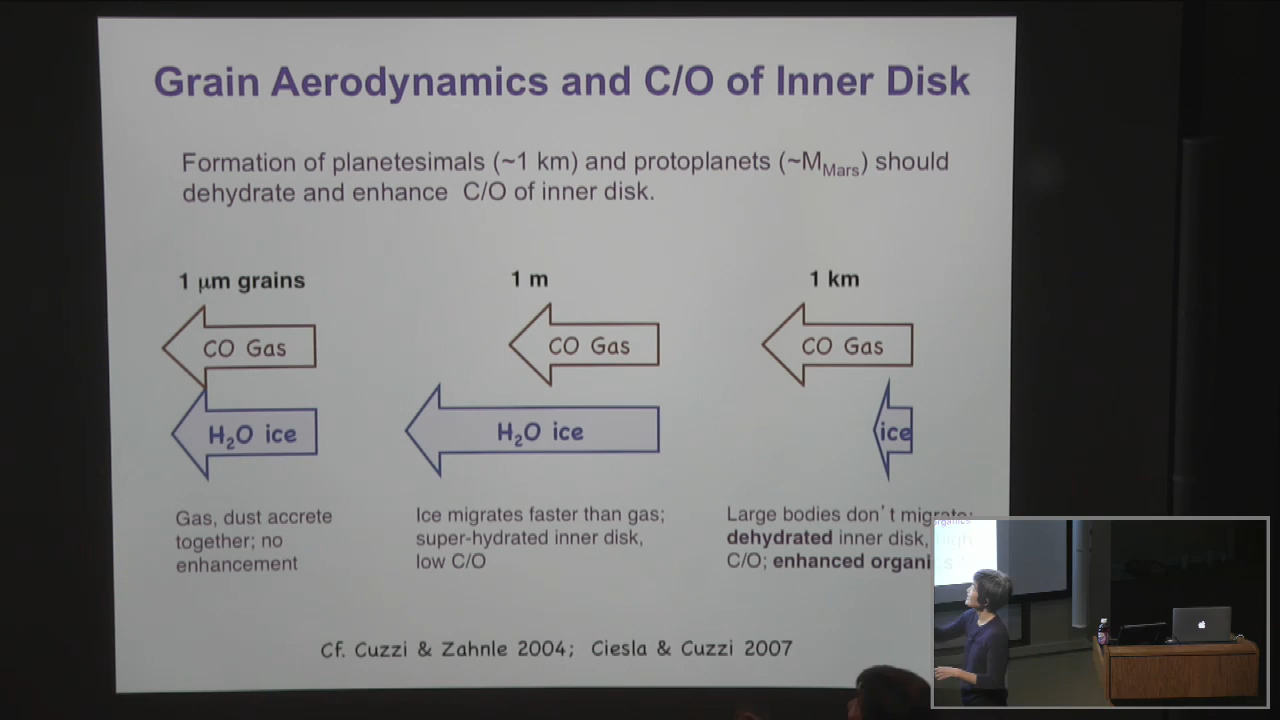 Grain Aerodynamics and C/O of Inner Disk
Formation of planetesimals (~1 km) and protoplanets (~MMars) should
dehydrate and enhance C/O of inner disk.
1 μm grains
1 m
1 km
CO Gas
CO Gas
CO Gas
H2O ice
H2O ice
ice
Gas, dust accrete
together; no
enhancement
Ice migrates faster than gas;
super-hydrated inner disk,
low C/O
Large bodies don't migrate;
dehydrated inner disk, high
C/O; enhanced organi
Cf. Cuzzi & Zahnle 2004; Ciesla & Cuzzi 2007
organics